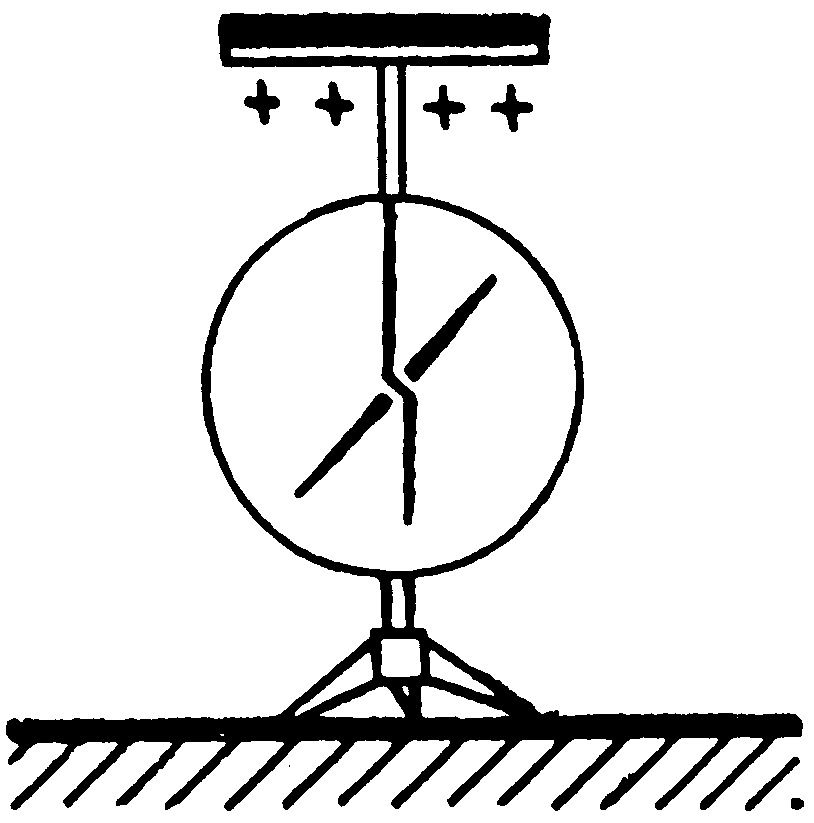 + + + +